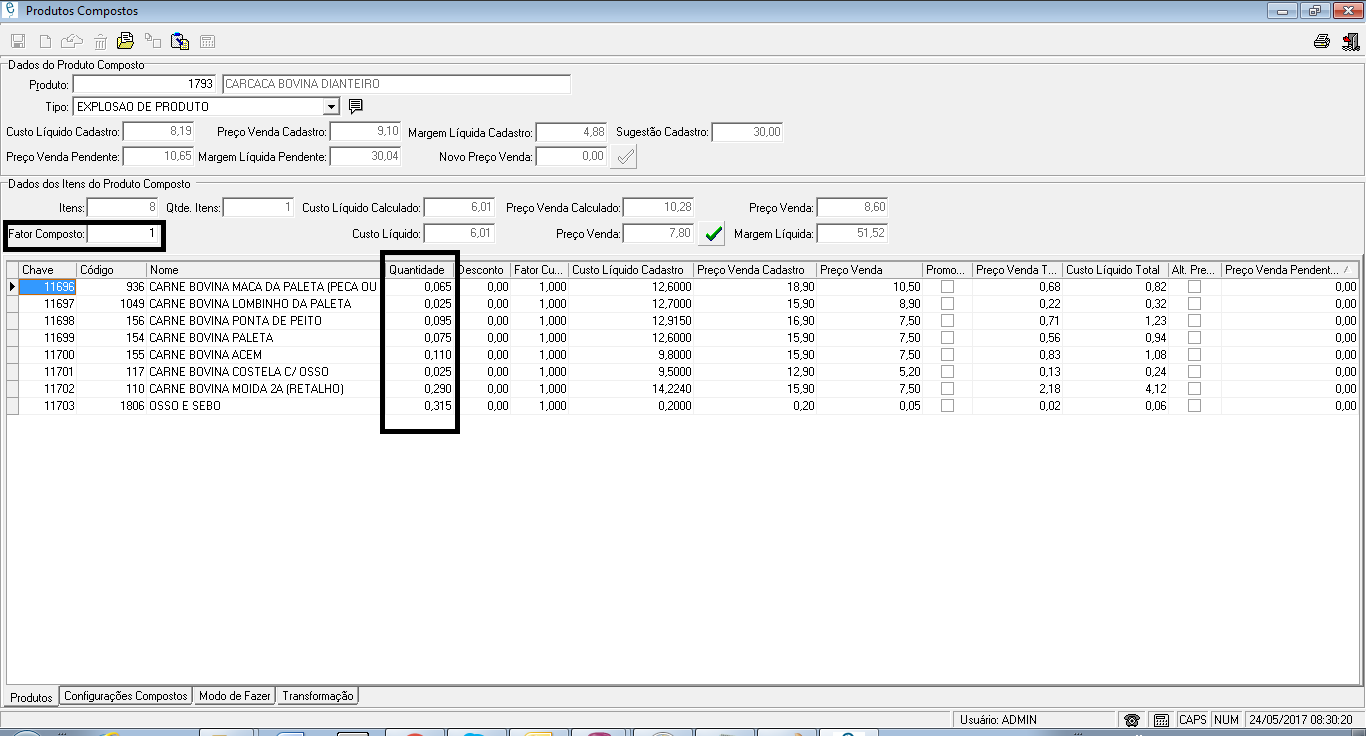 Produtos Compostos
Dados do Produto Composto
Produto: 1793 CARCACA BOVINA DIANTEIRO
Tipo: EXPLOSAO DE PRODUTO
Custo Líquido Cadastro: 8,19 Preço Venda Cadastro: 9,10 Margem Líquida Cadastro: 4,88 Sugestão Cadastro: 30,00
Preço Venda Pendente: 10,65 Margem Líquida Pendente: 30,04 Novo Preço Venda: 0,00
Dados dos Itens do Produto Composto
Itens: 8 Qtde. Itens: 1 Custo Líquido Calculado: 6,01 Preço Venda Calculado: 10,28 Preço Venda: 8,60
Fator Composto: 1 Custo Líquido: 6,01 Preço Venda: 7,80 Margem Líquida: 51,52
Chave Código Nome Quantidade Desconto Fator Cu... Custo Líquido Cadastro Preço Venda Cadastro Preço Venda Promo... Preço Venda T... Custo Líquido Total Alt. Pre... Preço Venda Pendent...
11696 936 CARNE BOVINA MACA DA PALETA (PECA OU 0,065 0,00 1,000 12,6000 18,90 10,50 0,68 0,82 0,00
11697 1049 CARNE BOVINA LOMBINHO DA PALETA 0,025 0,00 1,000 12,7000 15,90 8,90 0,22 0,32 0,00
11698 156 CARNE BOVINA PONTA DE PEITO 0,095 0,00 1,000 12,9150 16,90 7,50 0,71 1,23 0,00
11699 154 CARNE BOVINA PALETA 0,075 0,00 1,000 12,6000 15,90 7,50 0,56 0,94 0,00
11700 155 CARNE BOVINA ACEM 0,110 0,00 1,000 9,8000 15,90 7,50 0,83 1,08 0,00
11701 117 CARNE BOVINA COSTELA C/ OSSO 0,025 0,00 1,000 9,5000 12,90 5,20 0,13 0,24 0,00
11702 110 CARNE BOVINA MOIDA 2A (RETALHO) 0,290 0,00 1,000 14,2240 15,90 7,50 2,18 4,12 0,00
11703 1806 OSSO E SEBO 0,315 0,00 1,000 0,2000 0,20 0,05 0,02 0,06 0,00
Produtos Configurações Compostos Modo de Fazer Transformação
Usuário: ADMIN CAPS NUM 24/05/2017 08:30:20